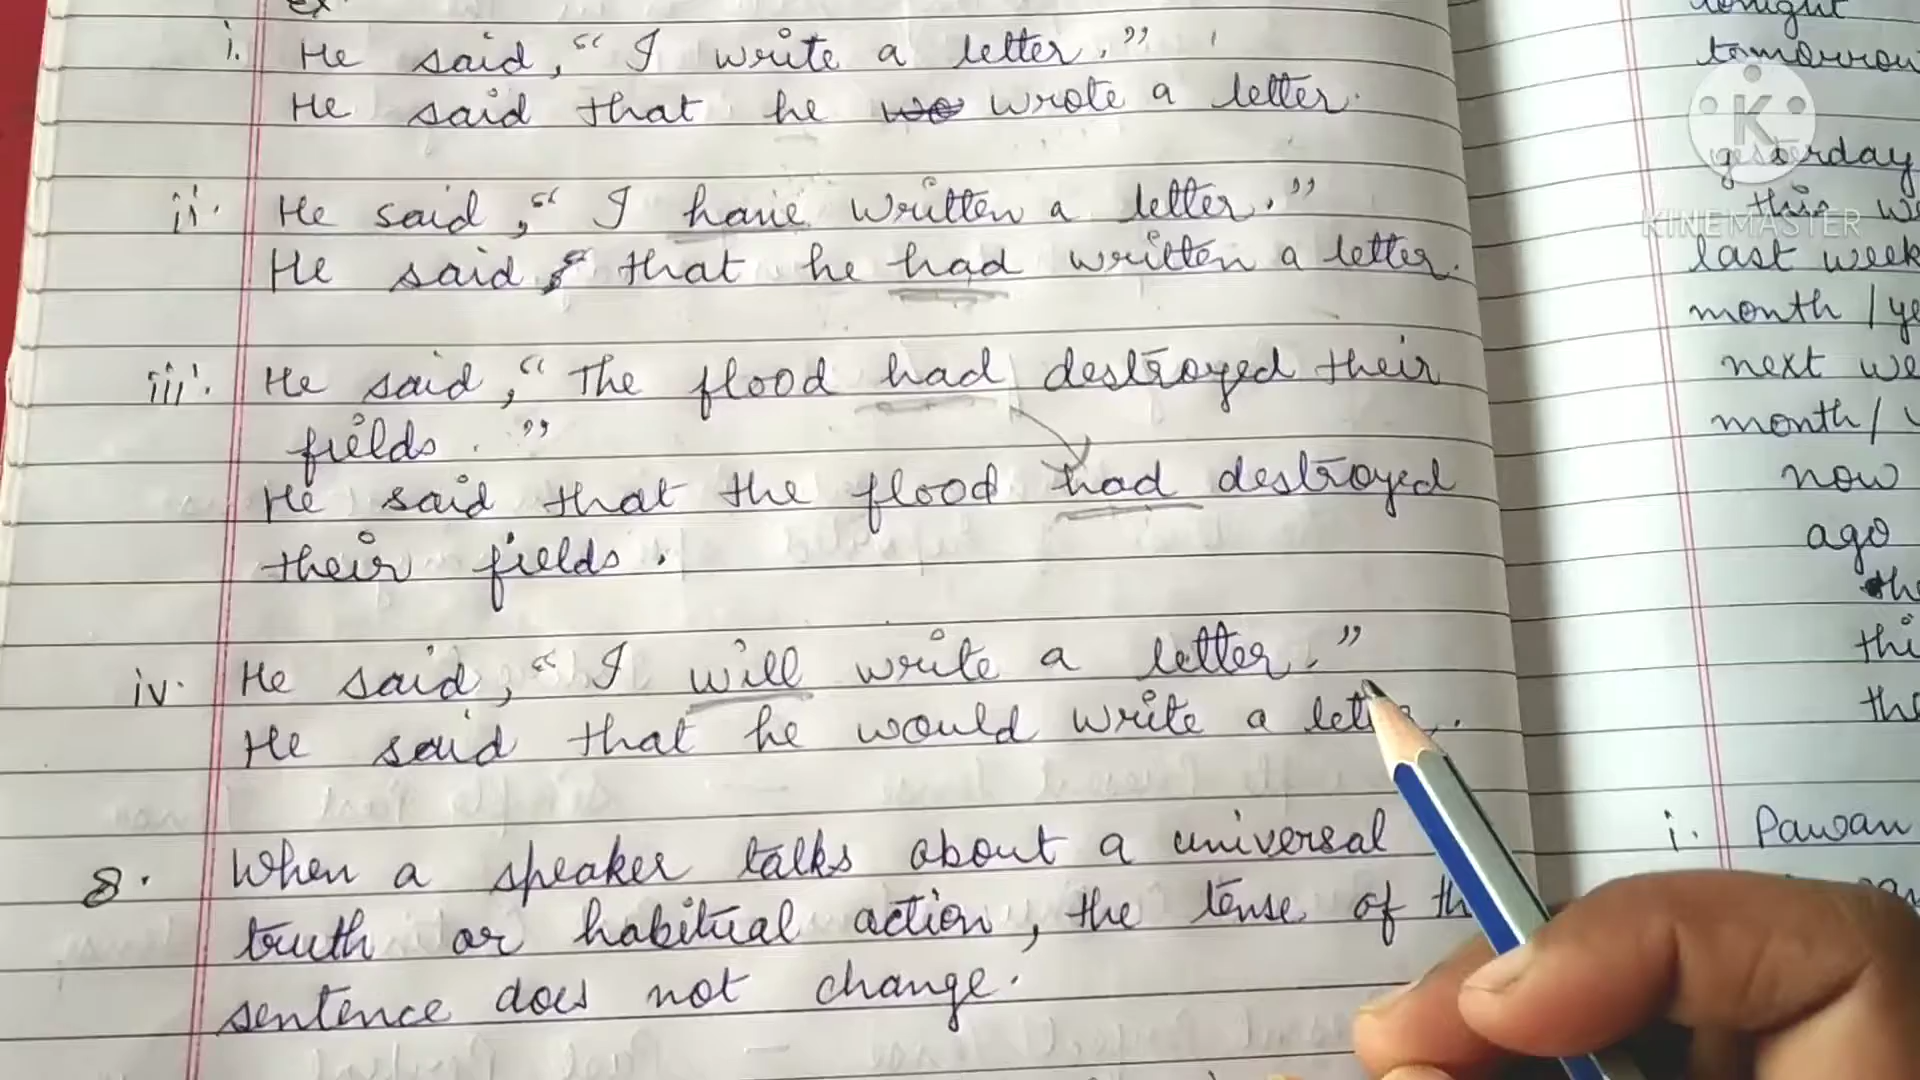 ex.
i. He said, "I write a letter."
He said that he wrote a letter.
ii. He said, "I have written a letter."
He said that he had written a letter.
iii. He said, "The flood had destroyed their
fields."
He said that the flood had destroyed
their fields.
iv. He said, "I will write a letter."
He said that he would write a letter.
8. When a speaker talks about a universal
truth or habitual action, the tense of
sentence does not change.
tonight
tomorrow
yesterday
this
last week
month / 
next
month /
now
ago
i. Pawan
K
KINEMASTER